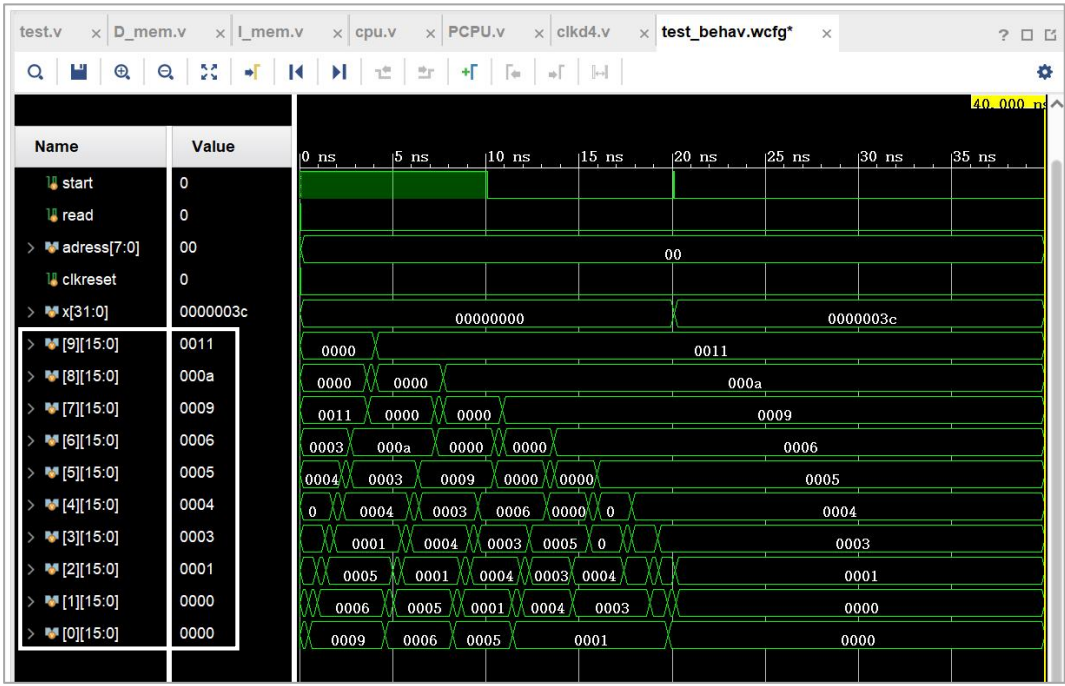 test.v × D_mem.v × I_mem.v × cpu.v × PCPU.v × clkd4.v × test_behav.wcfg* × ?
40.000 ns
Name Value
0 ns 5 ns 10 ns 15 ns 20 ns 25 ns 30 ns 35 ns
start 0
read 0
> adress[7:0] 00 00
clkreset 0
> x[31:0] 0000003c 00000000 0000003c
> [9][15:0] 0011 0000 0011
> [8][15:0] 000a 0000 0000 000a
> [7][15:0] 0009 0011 0000 0000 0009
> [6][15:0] 0006 0003 000a 0000 0000 0006
> [5][15:0] 0005 0004 0003 0009 0000 0000 0005
> [4][15:0] 0004 0 0004 0003 0006 0000 0 0004
> [3][15:0] 0003 0001 0004 0003 0005 0 0003
> [2][15:0] 0001 0005 0001 0004 0003 0004 0001
> [1][15:0] 0000 0006 0005 0001 0004 0003 0000
> [0][15:0] 0000 0009 0006 0005 0001 0000